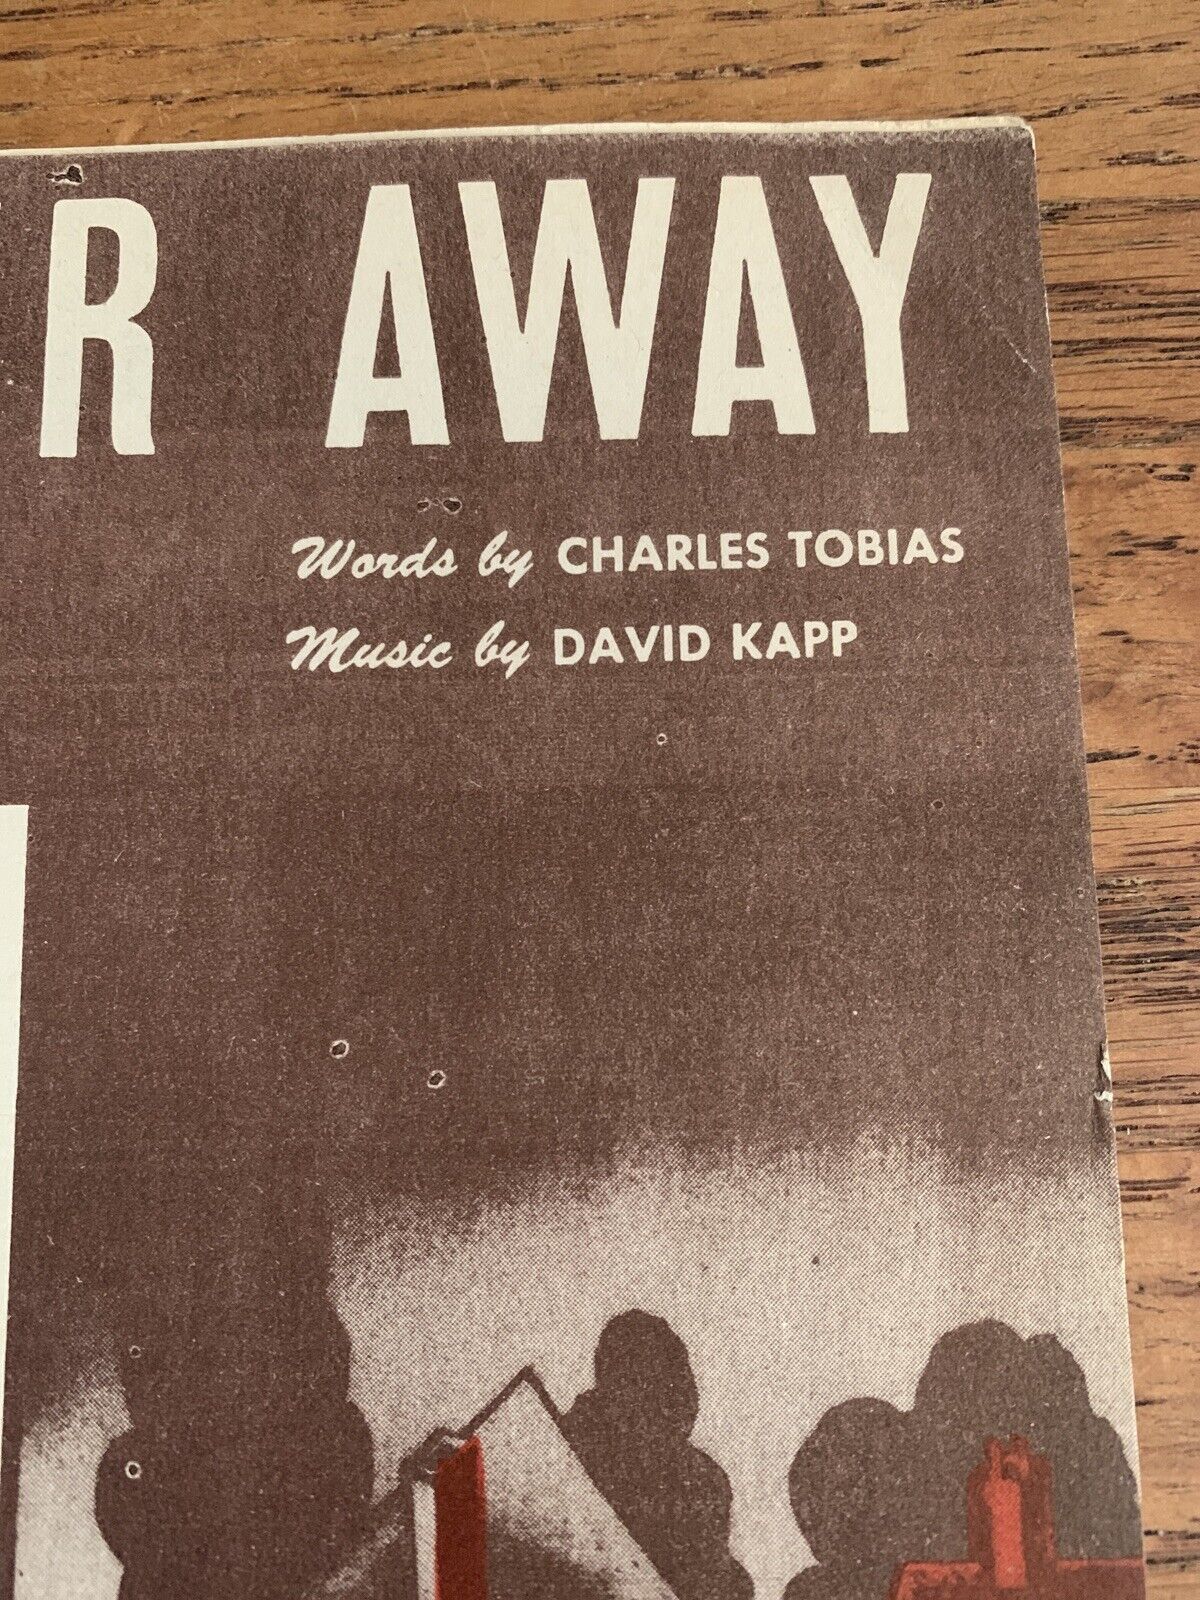 R AWAY
Words by CHARLES TOBIAS
Music by DAVID KAPP